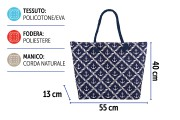 TESSUTO:
POLICOTONE/EVA
FODERA:
POLIESTERE
MANICO:
CORDA NATURALE
40 cm
13 cm
55 cm